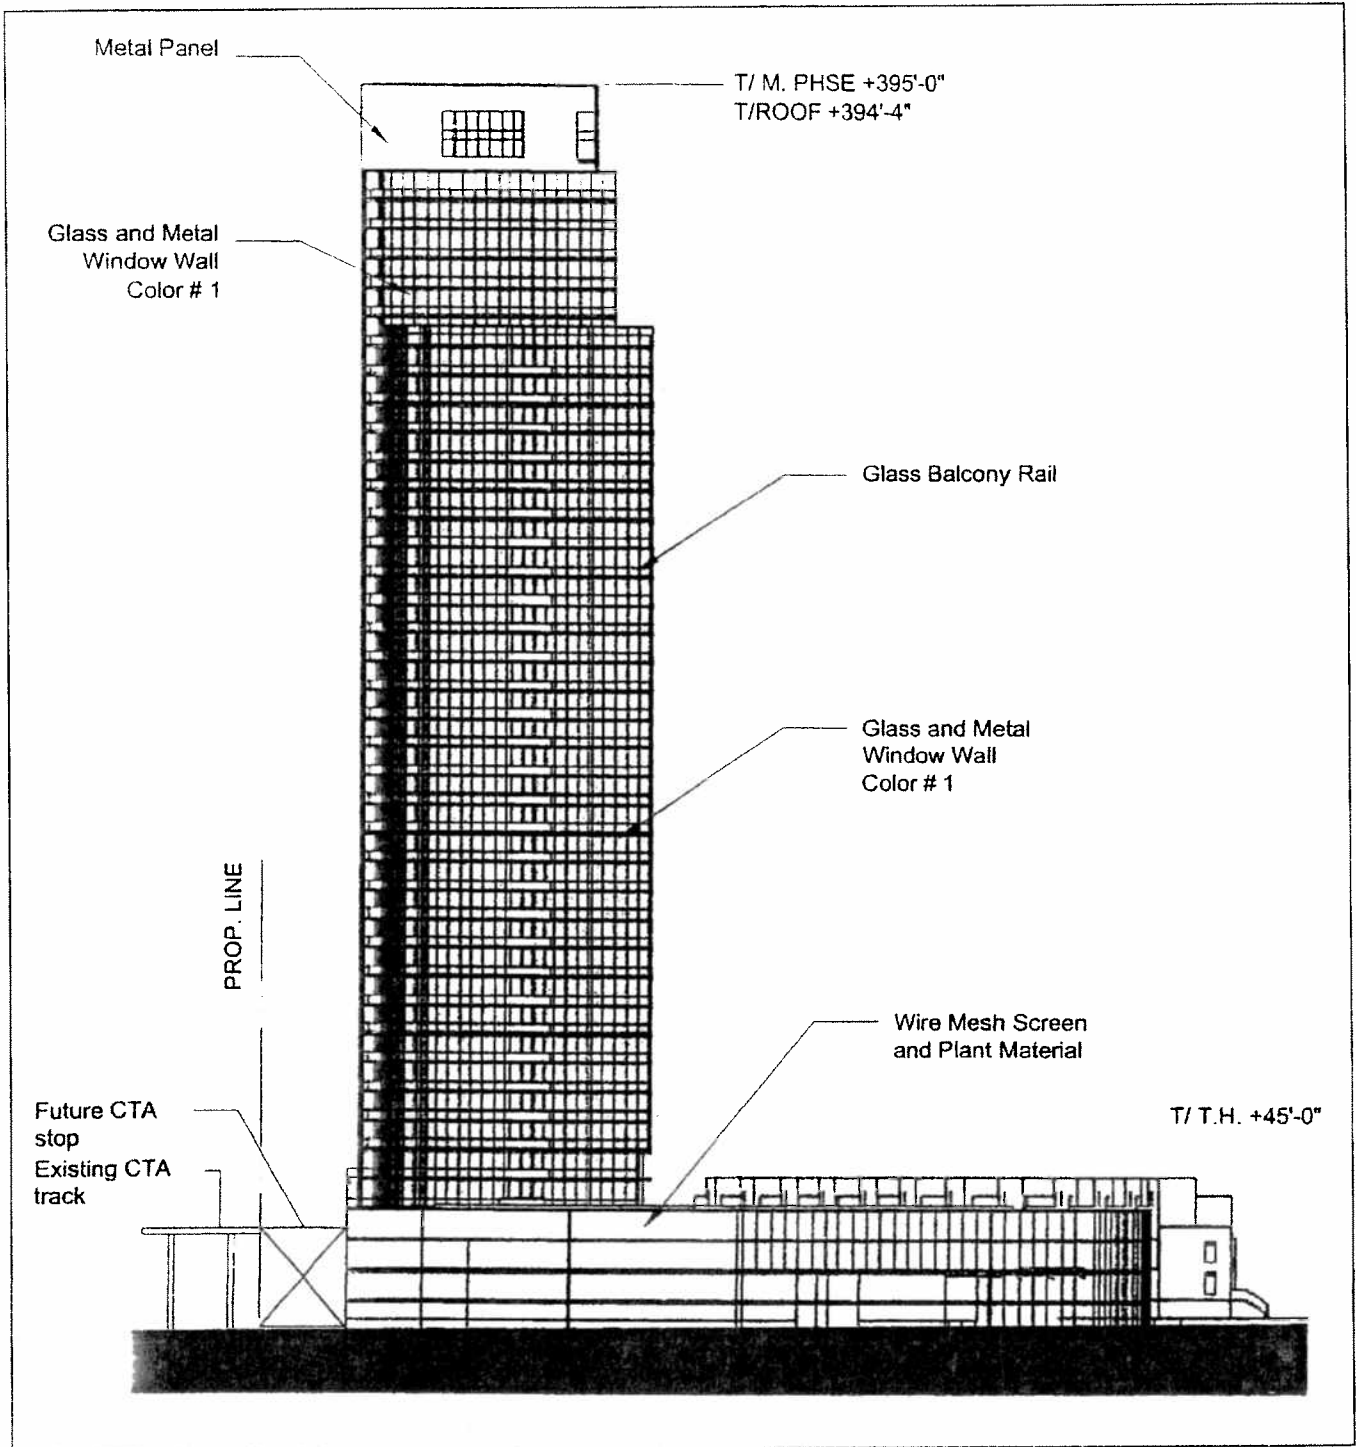 Metal Panel
T/ M. PHSE +395'-0"
T/ROOF +394'-4"
Glass and Metal
Window Wall
Color # 1
Glass Balcony Rail
Glass and Metal
Window Wall
Color # 1
PROP. LINE
Wire Mesh Screen
and Plant Material
Future CTA
stop
T/ T.H. +45'-0"
Existing CTA
track